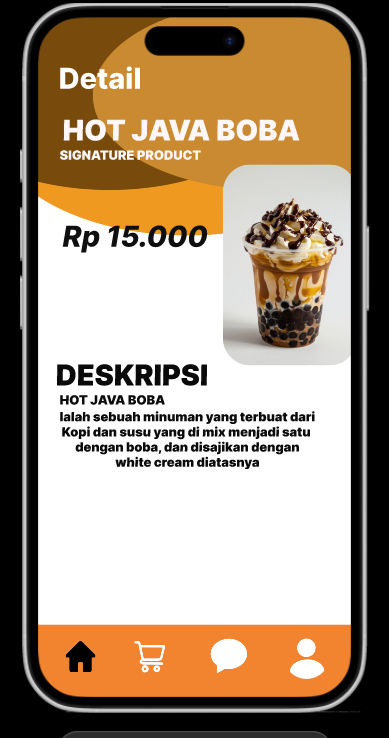 Detail
HOT JAVA BOBA
SIGNATURE PRODUCT
Rp 15.000
DESKRIPSI
HOT JAVA BOBA
Ialah sebuah minuman yang terbuat dari
Kopi dan susu yang di mix menjadi satu
dengan boba, dan disajikan dengan
white cream diatasnya